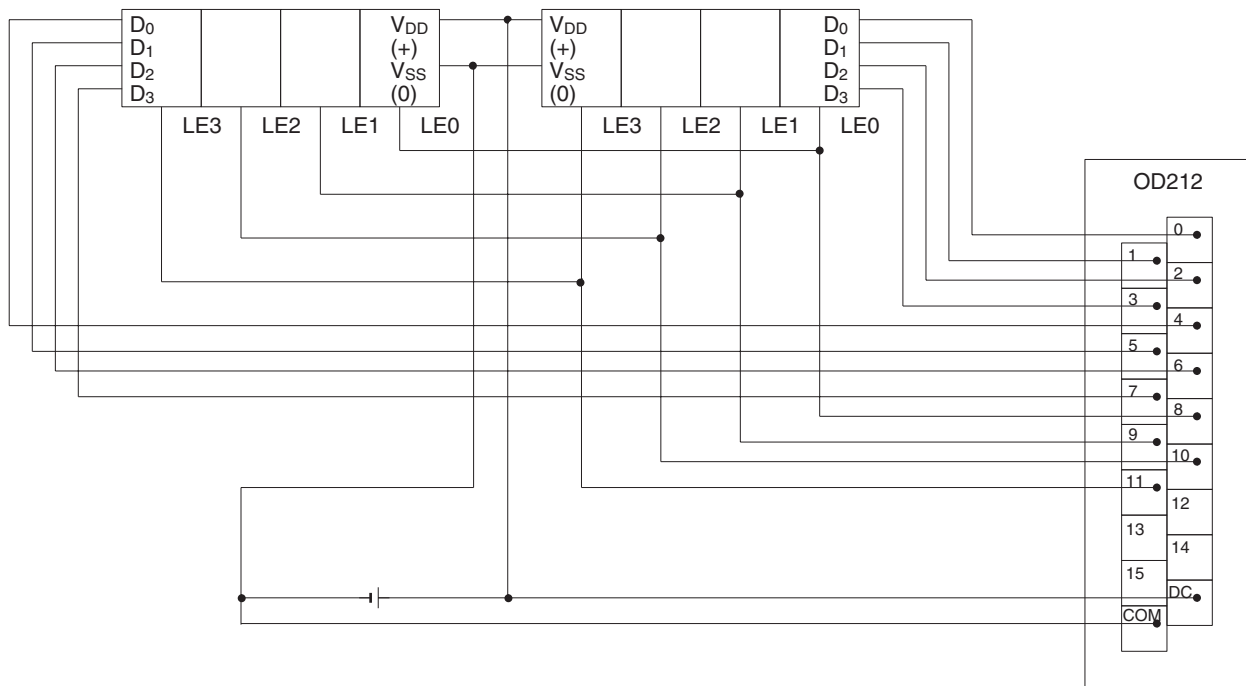 D0
D1
D2
D3
VDD
(+)
VSS
(0)
LE3 LE2 LE1 LE0
VDD
(+)
VSS
(0)
D0
D1
D2
D3
LE3 LE2 LE1 LE0
OD212
0
1
2
3
4
5
6
7
8
9
10
11
12
13
14
15
DC
COM